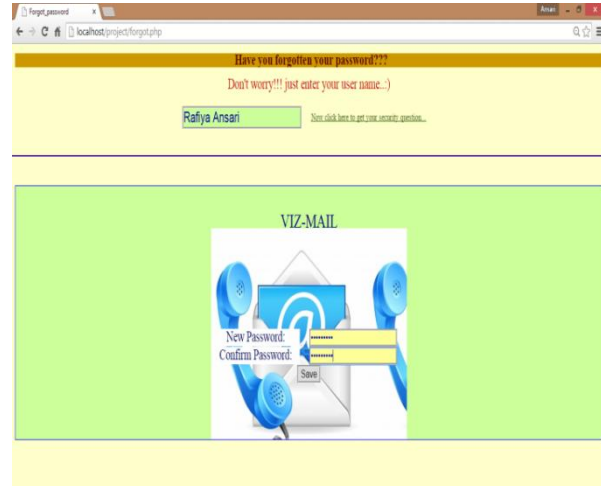 Forgot_password x
Ansari
localhost/project/forgot.php
Have you forgotten your password???
Don't worry!!! just enter your user name..:)
Rafiya Ansari Now click here to get your security question...
VIZ-MAIL
@
New Password: •••••••••
Confirm Password: •••••••••
Save